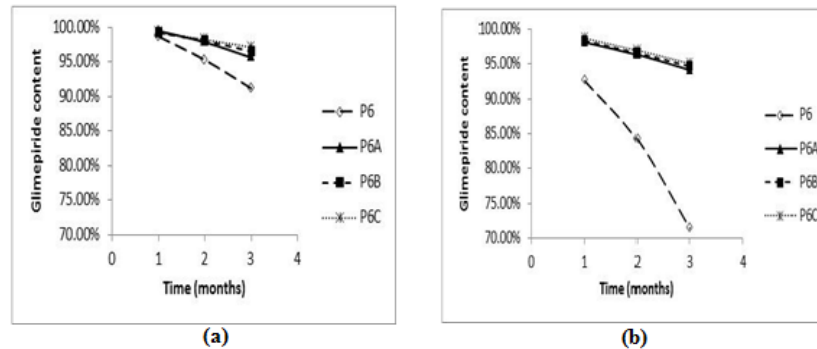 Glimepiride content
100.00%
95.00%
90.00%
85.00%
80.00%
75.00%
70.00%
0 1 2 3 4
Time (months)
P6
P6A
P6B
P6C
(a)
Glimepiride content
100.00%
95.00%
90.00%
85.00%
80.00%
75.00%
70.00%
0 1 2 3 4
Time (months)
P6
P6A
P6B
P6C
(b)